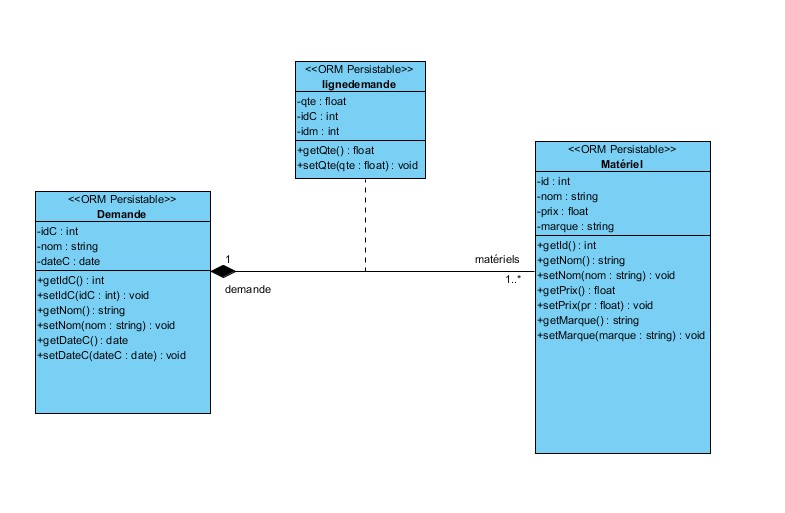 <<ORM Persistable>>
lignedemande
-qte : float
-idC : int
-idm : int
+getQte() : float
+setQte(qte : float) : void
<<ORM Persistable>>
Matériel
-id : int
-nom : string
-prix : float
-marque : string
+getId() : int
+getNom() : string
+setNom(nom : string) : void
+getPrix() : float
+setPrix(pr : float) : void
+getMarque() : string
+setMarque(marque : string) : void
<<ORM Persistable>>
Demande
-idC : int
-nom : string
-dateC : date
+getIdC() : int
+setIdC(idC : int) : void
+getNom() : string
+setNom(nom : string) : void
+getDateC() : date
+setDateC(dateC : date) : void
1
demande
matériels
1..*